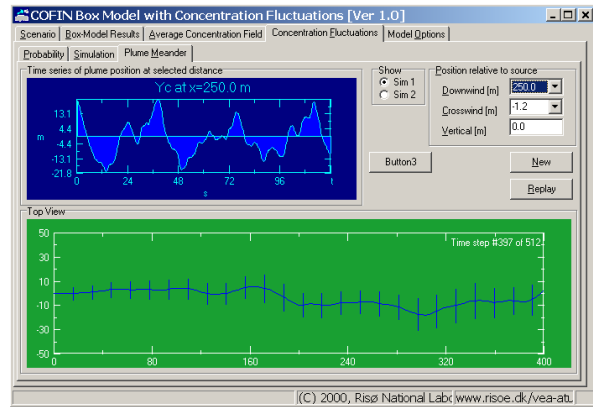 COFIN Box Model with Concentration Fluctuations [Ver 1.0]
Scenario Box-Model Results Average Concentration Field Concentration Fluctuations Model Options
Probability Simulation Plume Meander
Time series of plume position at selected distance
Yc at x=250.0 m
13.1
4.4
-4.4
-13.1
-21.8
m
0 24 48 72 96 t
s
Show
Sim 1
Sim 2
Position relative to source
Downwind [m] 250.0
Crosswind [m] -1.2
Vertical [m] 0.0
Button3
New
Replay
Top View
Time step #397 of 512
50
30
10
-10
-30
-50
0 80 160 240 320 400
(C) 2000, Risø National Labo www.risoe.dk/vea-atu